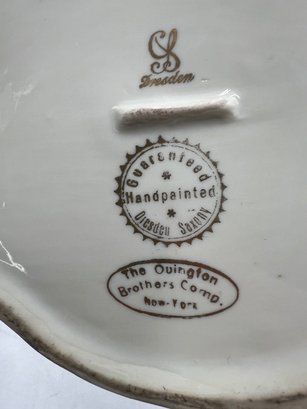 Dresden
Guaranteed
Handpainted
Dresden Saxony
The Ovington
Brothers Comp.
New-York